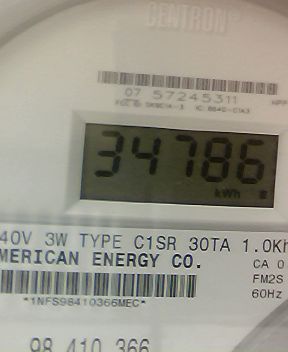 CENTRON®
07 57245311
34786
kWh
40V 3W TYPE C1SR 30TA 1.0Kh
MERICAN ENERGY CO.
CA 0
FM2S
60Hz
*1NFS98410366MEC*
98 410 366